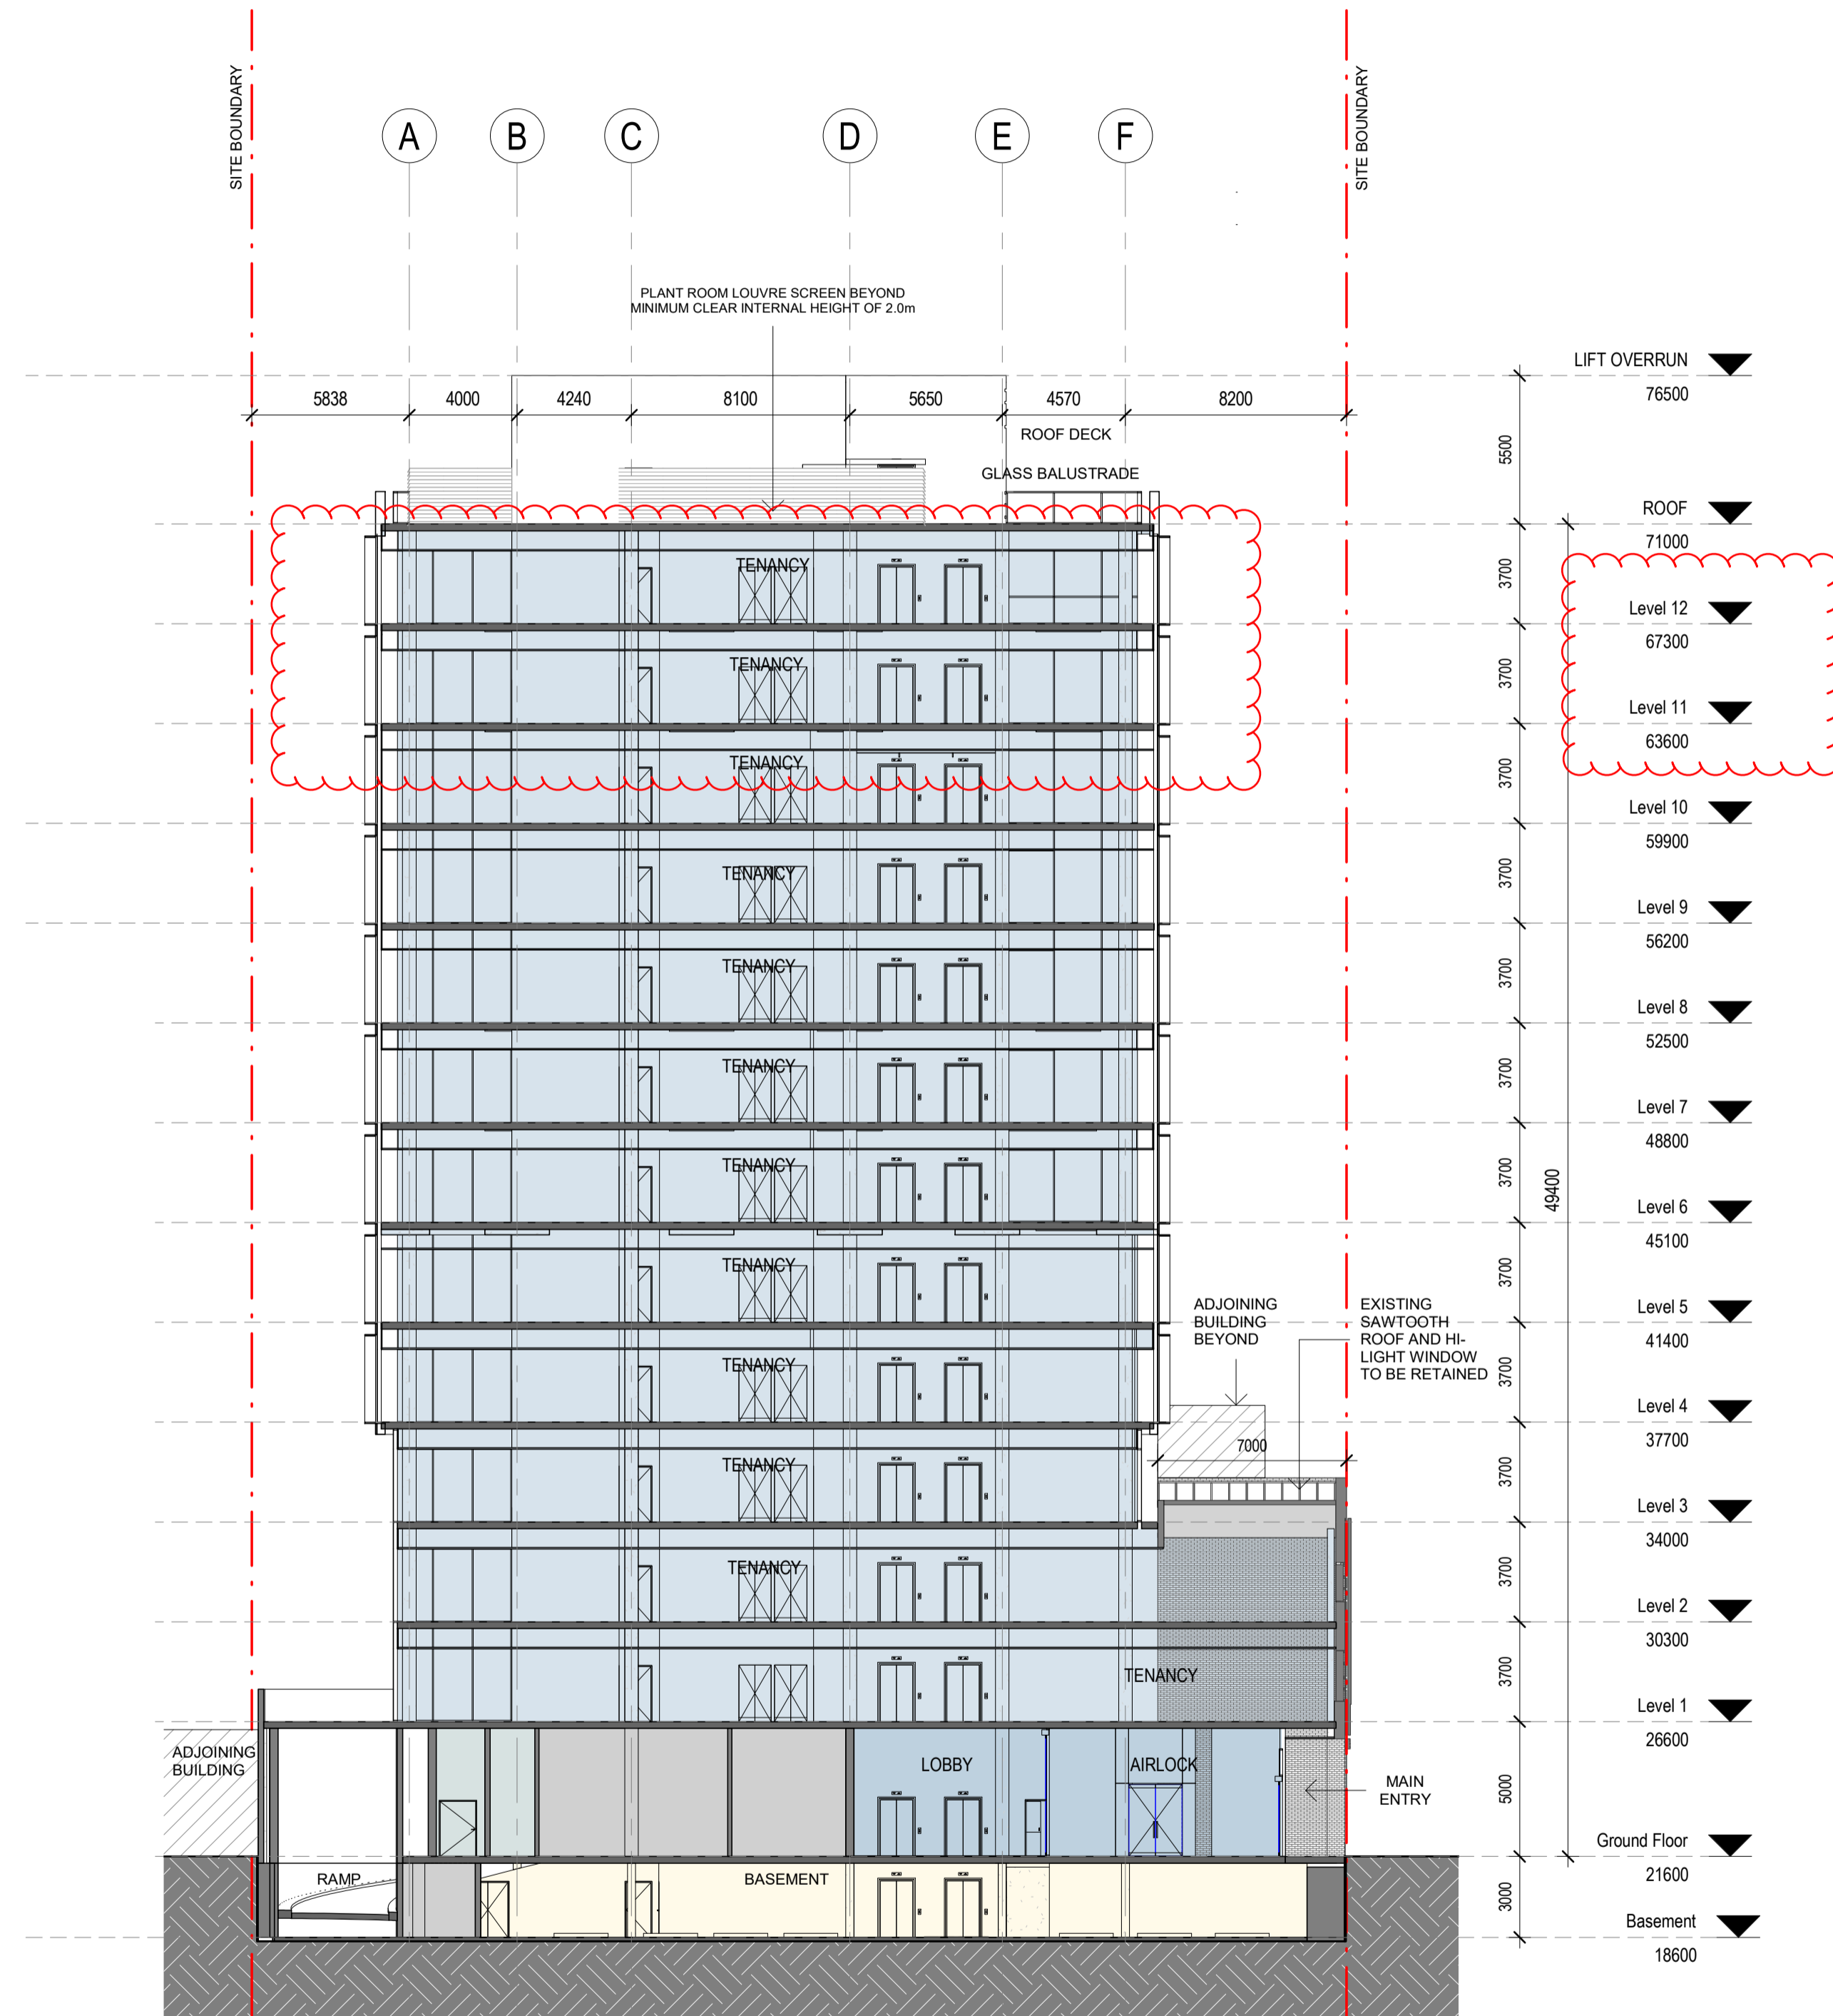 SITE BOUNDARY
SITE BOUNDARY
A
B
C
D
E
F
PLANT ROOM LOUVRE SCREEN BEYOND
MINIMUM CLEAR INTERNAL HEIGHT OF 2.0m
5838
4000
4240
8100
5650
4570
8200
ROOF DECK
GLASS BALUSTRADE
LIFT OVERRUN
76500
5500
ROOF
71000
3700
Level 12
67300
3700
Level 11
63600
3700
Level 10
59900
3700
Level 9
56200
3700
Level 8
52500
3700
Level 7
48800
3700
49400
Level 6
45100
3700
Level 5
41400
3700
Level 4
37700
3700
Level 3
34000
3700
Level 2
30300
3700
Level 1
26600
5000
Ground Floor
21600
3000
Basement
18600
TENANCY
TENANCY
TENANCY
TENANCY
TENANCY
TENANCY
TENANCY
TENANCY
TENANCY
TENANCY
TENANCY
TENANCY
ADJOINING
BUILDING
BEYOND
EXISTING
SAWTOOTH
ROOF AND HI-
LIGHT WINDOW
TO BE RETAINED
7000
ADJOINING
BUILDING
LOBBY
AIRLOCK
MAIN
ENTRY
RAMP
BASEMENT